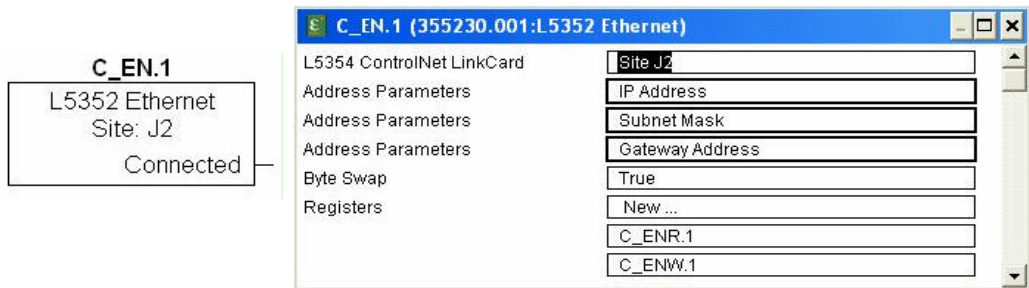 C_EN.1
L5352 Ethernet
Site: J2
Connected
C_EN.1 (355230.001:L5352 Ethernet)
L5354 ControlNet LinkCard Site J2
Address Parameters IP Address
Address Parameters Subnet Mask
Address Parameters Gateway Address
Byte Swap True
Registers New ...
C_ENR.1
C_ENW.1